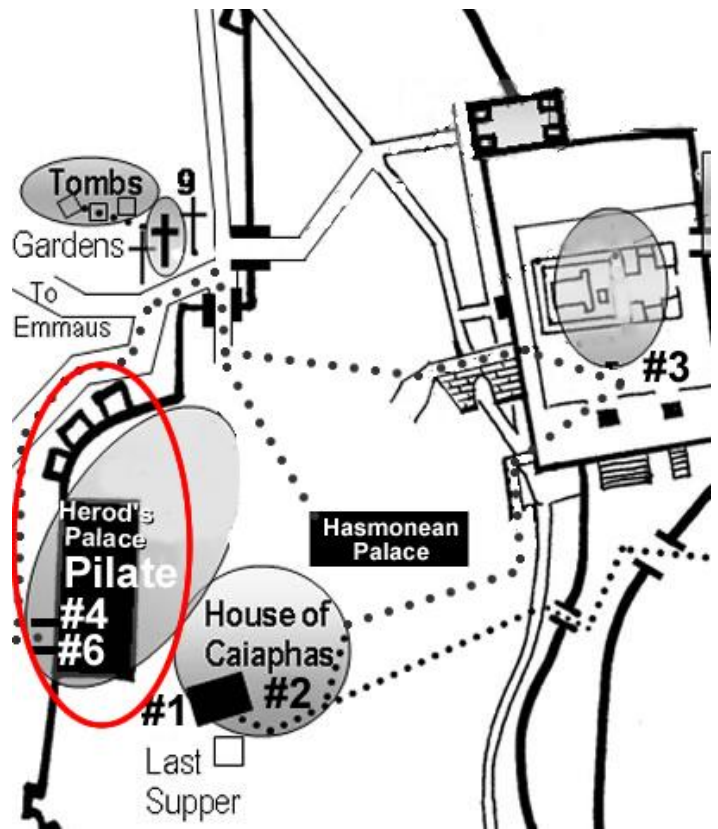 Tombs
9
Gardens
To
Emmaus
#3
Herod's
Palace
Pilate
#4
#6
Hasmonean
Palace
House of
Caiaphas
#1
#2
Last
Supper